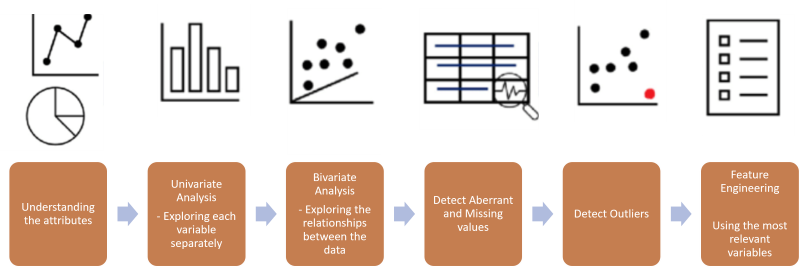 Understanding
the attributes
Univariate
Analysis
- Exploring each
variable
separately
Bivariate
Analysis
- Exploring the
relationships
between the
data
Detect Aberrant
and Missing
values
Detect Outliers
Feature
Engineering
Using the most
relevant
variables